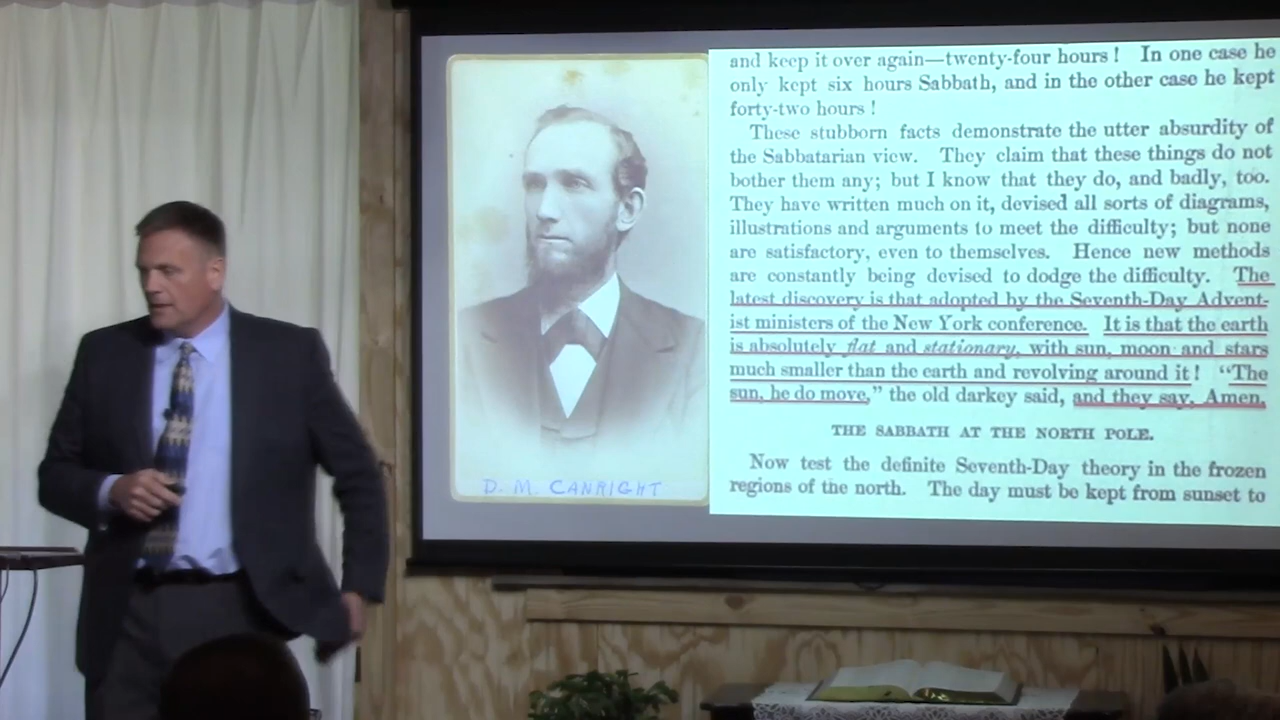 D. M. CANRIGHT
and keep it over again—twenty-four hours! In one case he
only kept six hours Sabbath, and in the other case he kept
forty-two hours!
These stubborn facts demonstrate the utter absurdity of
the Sabbatarian view. They claim that these things do not
bother them any; but I know that they do, and badly, too.
They have written much on it, devised all sorts of diagrams,
illustrations and arguments to meet the difficulty; but none
are satisfactory, even to themselves. Hence new methods
are constantly being devised to dodge the difficulty. The
latest discovery is that adopted by the Seventh-Day Advent-
ist ministers of the New York conference. It is that the earth
is absolutely flat and stationary, with sun, moon and stars
much smaller than the earth and revolving around it! “The
sun, he do move,” the old darkey said, and they say, Amen.
THE SABBATH AT THE NORTH POLE.
Now test the definite Seventh-Day theory in the frozen
regions of the north. The day must be kept from sunset to